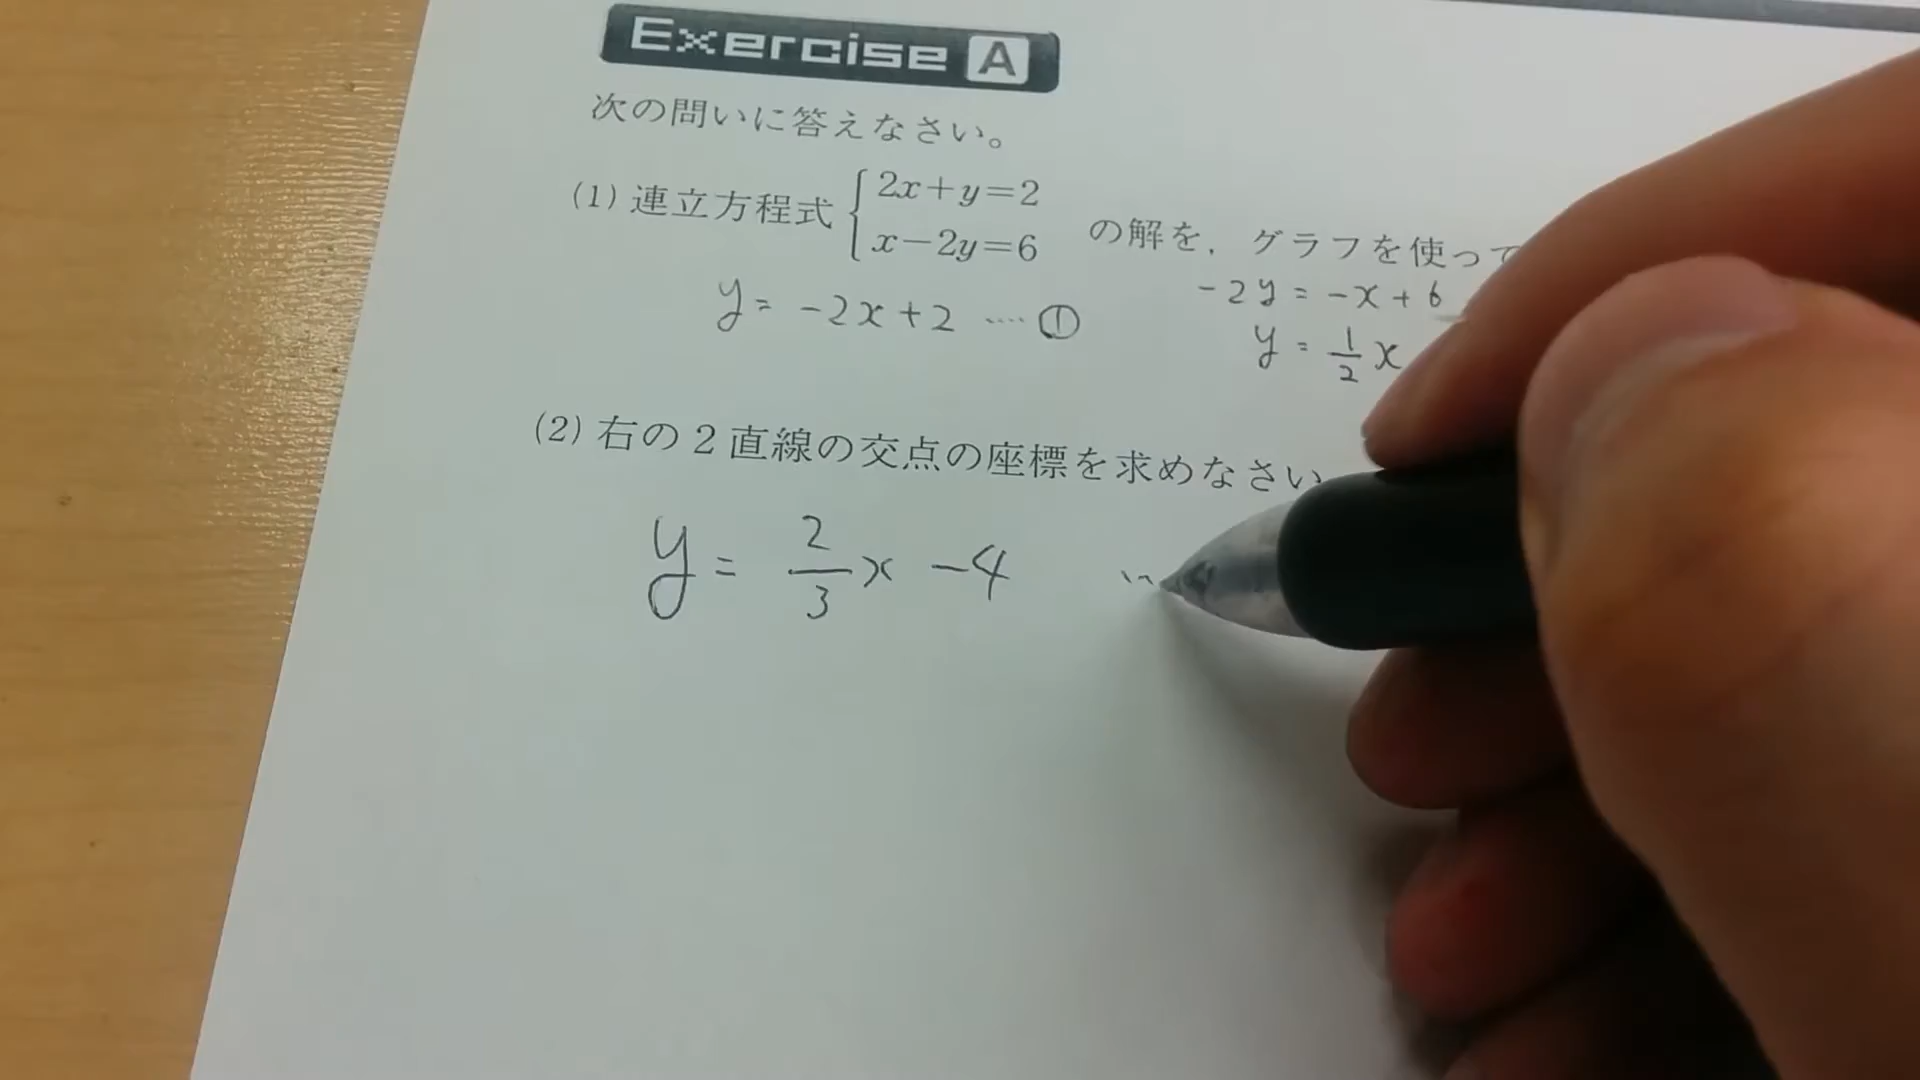 Exercise A
次の問いに答えなさい。
(1) 連立方程式 { 2x+y=2
x-2y=6 の解を，グラフを使って
y = -2x+2 ‥‥ ①
-2y = -x+6
y = 1/2 x
(2) 右の2直線の交点の座標を求めなさい
y = 2/3 x -4